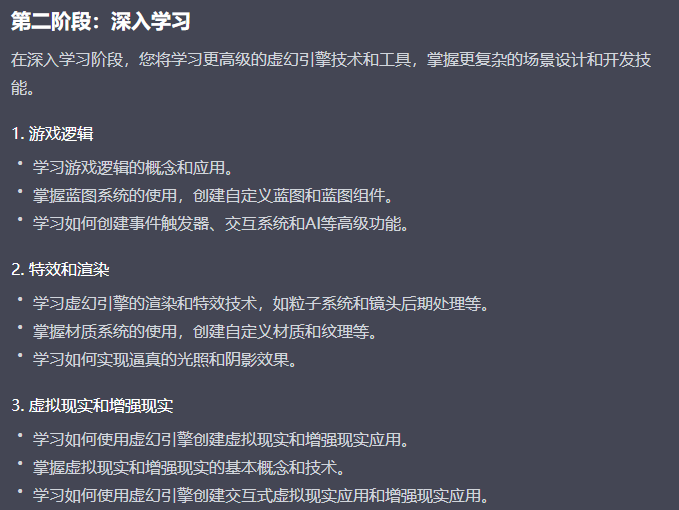 第二阶段：深入学习
在深入学习阶段，您将学习更高级的虚幻引擎技术和工具，掌握更复杂的场景设计和开发技
能。
1. 游戏逻辑
• 学习游戏逻辑的概念和应用。
• 掌握蓝图系统的使用，创建自定义蓝图和蓝图组件。
• 学习如何创建事件触发器、交互系统和AI等高级功能。
2. 特效和渲染
• 学习虚幻引擎的渲染和特效技术，如粒子系统和镜头后期处理等。
• 掌握材质系统的使用，创建自定义材质和纹理等。
• 学习如何实现逼真的光照和阴影效果。
3. 虚拟现实和增强现实
• 学习如何使用虚幻引擎创建虚拟现实和增强现实应用。
• 掌握虚拟现实和增强现实的基本概念和技术。
• 学习如何使用虚幻引擎创建交互式虚拟现实应用和增强现实应用。